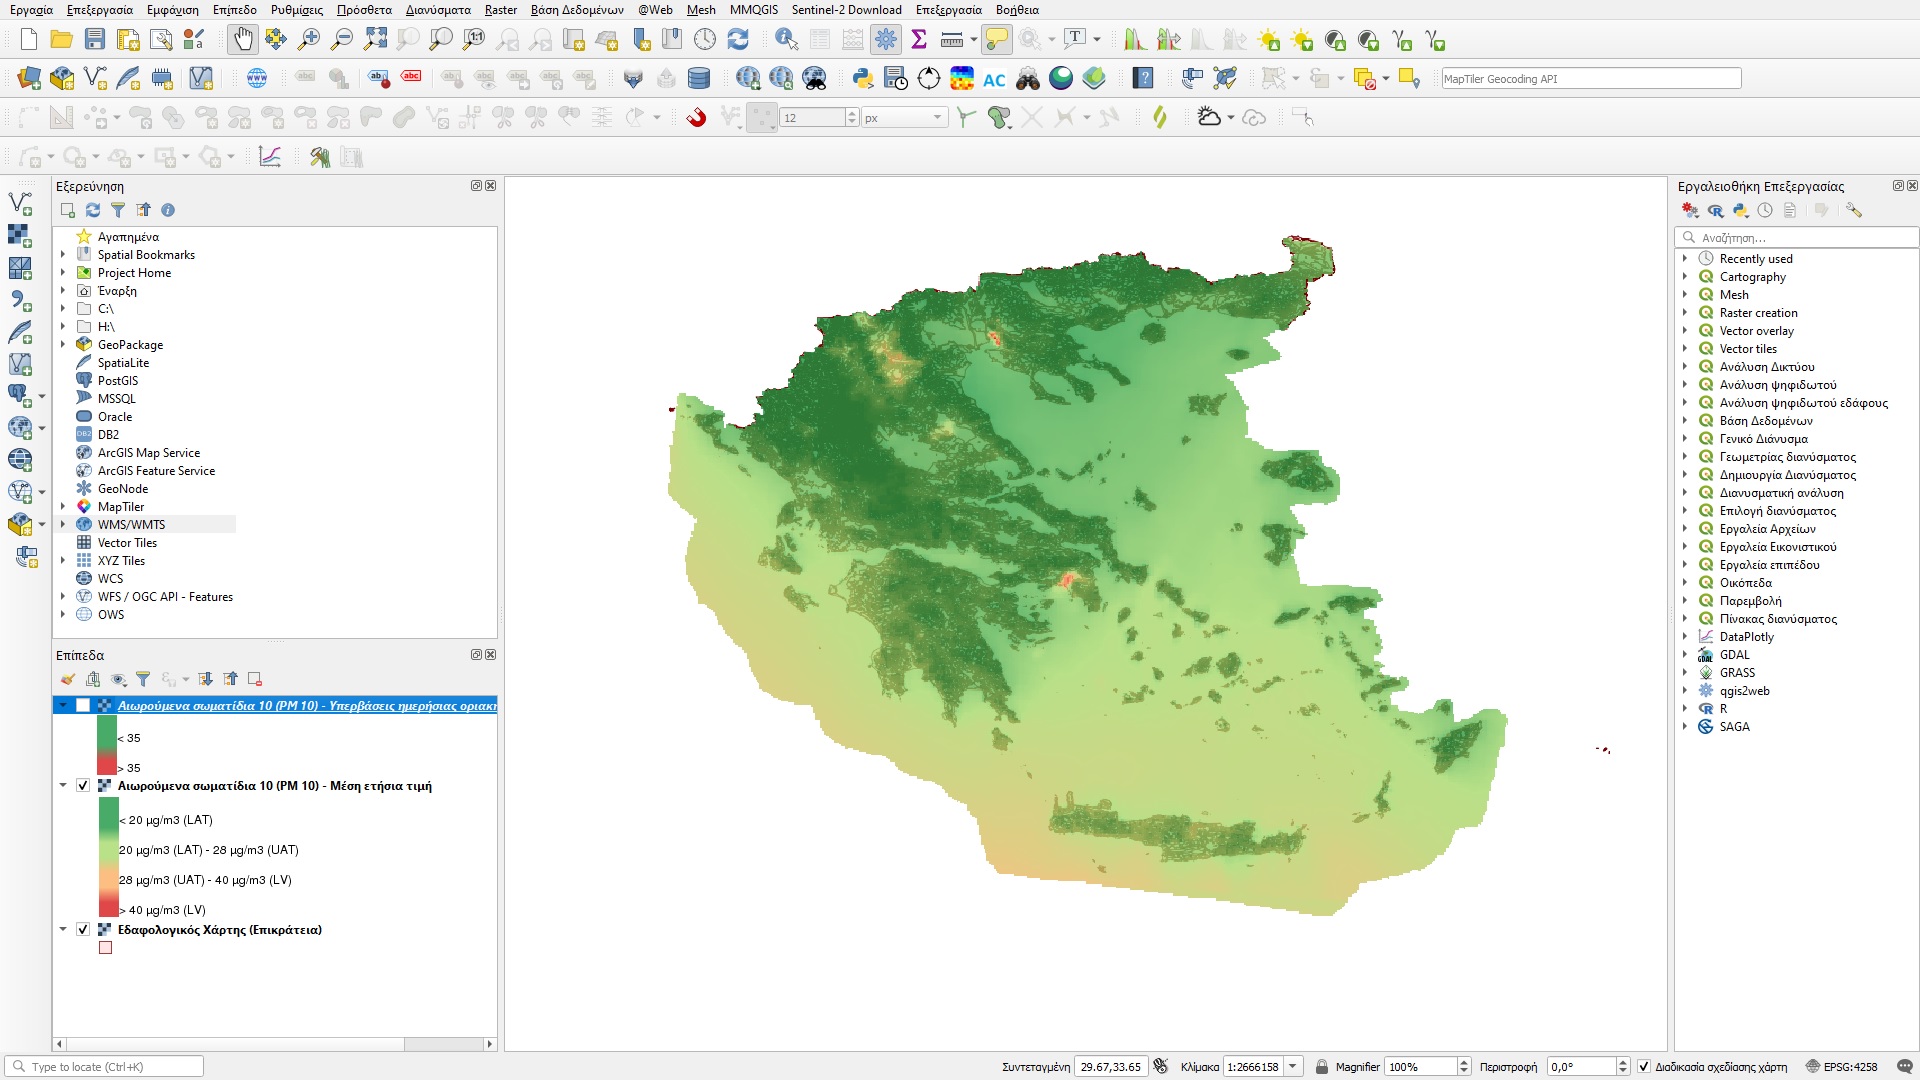 Εργασία Επεξεργασία Εμφάνιση Επίπεδο Ρυθμίσεις Πρόσθετα Διανύσματα Raster Βάση Δεδομένων @Web Mesh MMQGIS Sentinel-2 Download Επεξεργασία Βοήθεια
1:1
T
abc abc
AC
MapTiler Geocoding API
12 px
Εξερεύνηση
Αγαπημένα
Spatial Bookmarks
Project Home
Έναρξη
C:\
H:\
GeoPackage
SpatiaLite
PostGIS
MSSQL
Oracle
DB2
ArcGIS Map Service
ArcGIS Feature Service
GeoNode
MapTiler
WMS/WMTS
Vector Tiles
XYZ Tiles
WCS
WFS / OGC API - Features
OWS
Επίπεδα
Αιωρούμενα σωματίδια 10 (PM 10) - Υπερβάσεις ημερήσιας οριακή
< 35
> 35
Αιωρούμενα σωματίδια 10 (PM 10) - Μέση ετήσια τιμή
< 20 μg/m3 (LAT)
20 μg/m3 (LAT) - 28 μg/m3 (UAT)
28 μg/m3 (UAT) - 40 μg/m3 (LV)
> 40 μg/m3 (LV)
Εδαφολογικός Χάρτης (Επικράτεια)
Εργαλειοθήκη Επεξεργασίας
Αναζήτηση...
Recently used
Cartography
Mesh
Raster creation
Vector overlay
Vector tiles
Ανάλυση Δικτύου
Ανάλυση ψηφιδωτού
Ανάλυση ψηφιδωτού εδάφους
Βάση Δεδομένων
Γενικό Διάνυσμα
Γεωμετρίας διανύσματος
Δημιουργία Διανύσματος
Διανυσματική ανάλυση
Επιλογή διανύσματος
Εργαλεία Αρχείων
Εργαλεία Εικονιστικού
Εργαλεία επιπέδου
Οικόπεδα
Παρεμβολή
Πίνακας διανύσματος
DataPlotly
GDAL
GRASS
qgis2web
R
SAGA
Type to locate (Ctrl+K)
Συντεταγμένη 29.67,33.65 Κλίμακα 1:2666158 Magnifier 100% Περιστροφή 0,0° Διαδικασία σχεδίασης χάρτη EPSG:4258